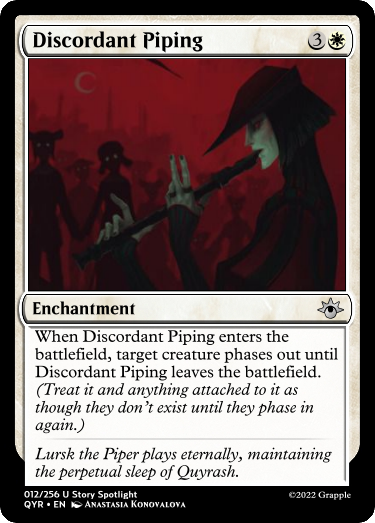 Discordant Piping 3
Enchantment
When Discordant Piping enters the
battlefield, target creature phases out until
Discordant Piping leaves the battlefield.
(Treat it and anything attached to it as
though they don't exist until they phase in
again.)
Lursk the Piper plays eternally, maintaining
the perpetual sleep of Quyrash.
012/256 U Story Spotlight
QYR • EN Anastasia Konovalova ©2022 Grapple